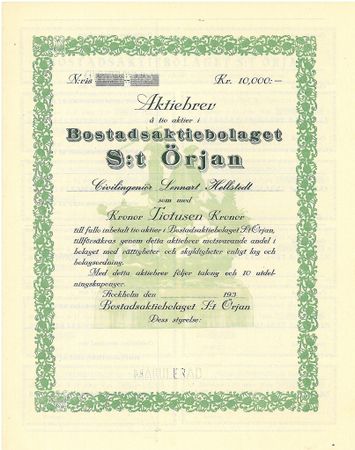 N:ris
Kr. 10,000:—
Aktiebrev
å tio aktier i
Bostadsaktiebolaget
S:t Örjan
Civilingeniör Lennart Hellstedt
som med
Kronor Tiotusen Kronor
till fullo inbetalt tio aktier i Bostadsaktiebolaget S:t Örjan,
tillförsäkras genom detta aktiebrev motsvarande andel i
bolaget med rättigheter och skyldigheter enligt lag och
bolagsordning.
Med detta aktiebrev följer talong och 10 utdel-
ningskuponger.
Stockholm den 193
Bostadsaktiebolaget S:t Örjan
Dess styrelse:
MAKULERAD